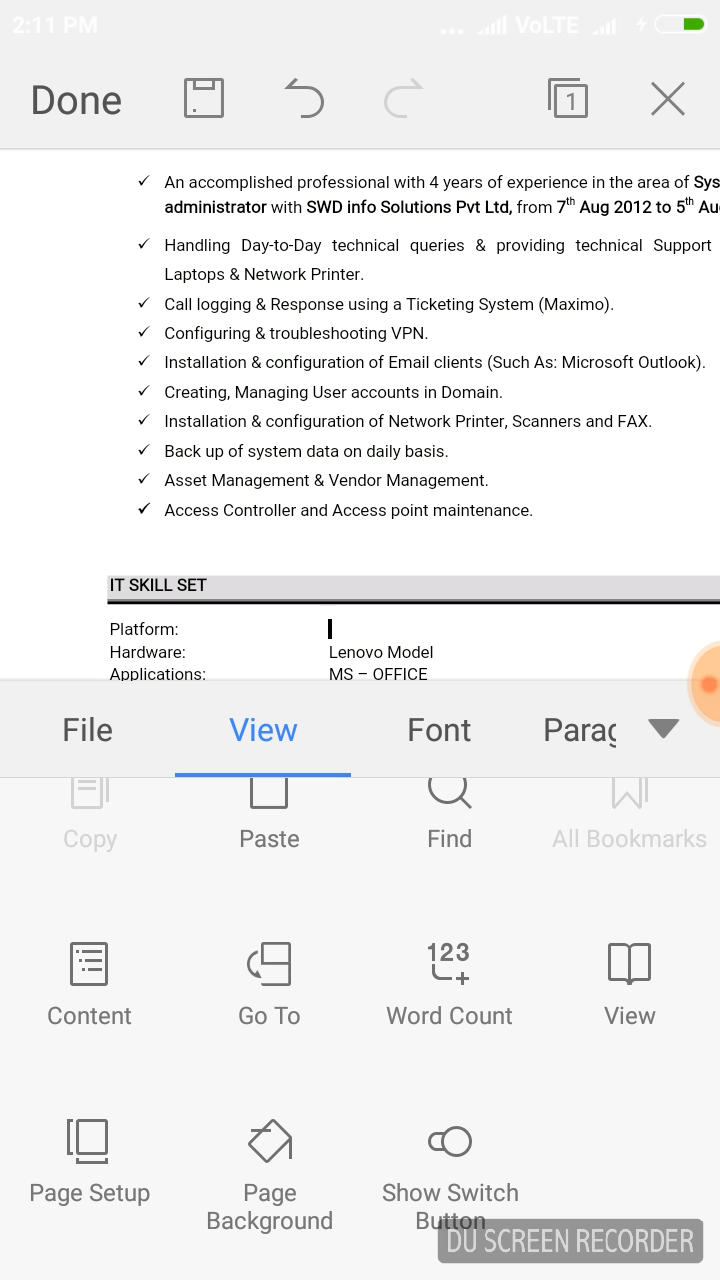 2:11 PM ... VoLTE
Done 1
An accomplished professional with 4 years of experience in the area of Sys
administrator with SWD info Solutions Pvt Ltd, from 7th Aug 2012 to 5th Au
Handling Day-to-Day technical queries & providing technical Support
Laptops & Network Printer.
Call logging & Response using a Ticketing System (Maximo).
Configuring & troubleshooting VPN.
Installation & configuration of Email clients (Such As: Microsoft Outlook).
Creating, Managing User accounts in Domain.
Installation & configuration of Network Printer, Scanners and FAX.
Back up of system data on daily basis.
Asset Management & Vendor Management.
Access Controller and Access point maintenance.
IT SKILL SET
Platform:
Hardware: Lenovo Model
Applications: MS – OFFICE
File View Font Parag
Copy Paste Find All Bookmarks
123
Content Go To Word Count View
Page Setup Page Background Show Switch Button
DU SCREEN RECORDER